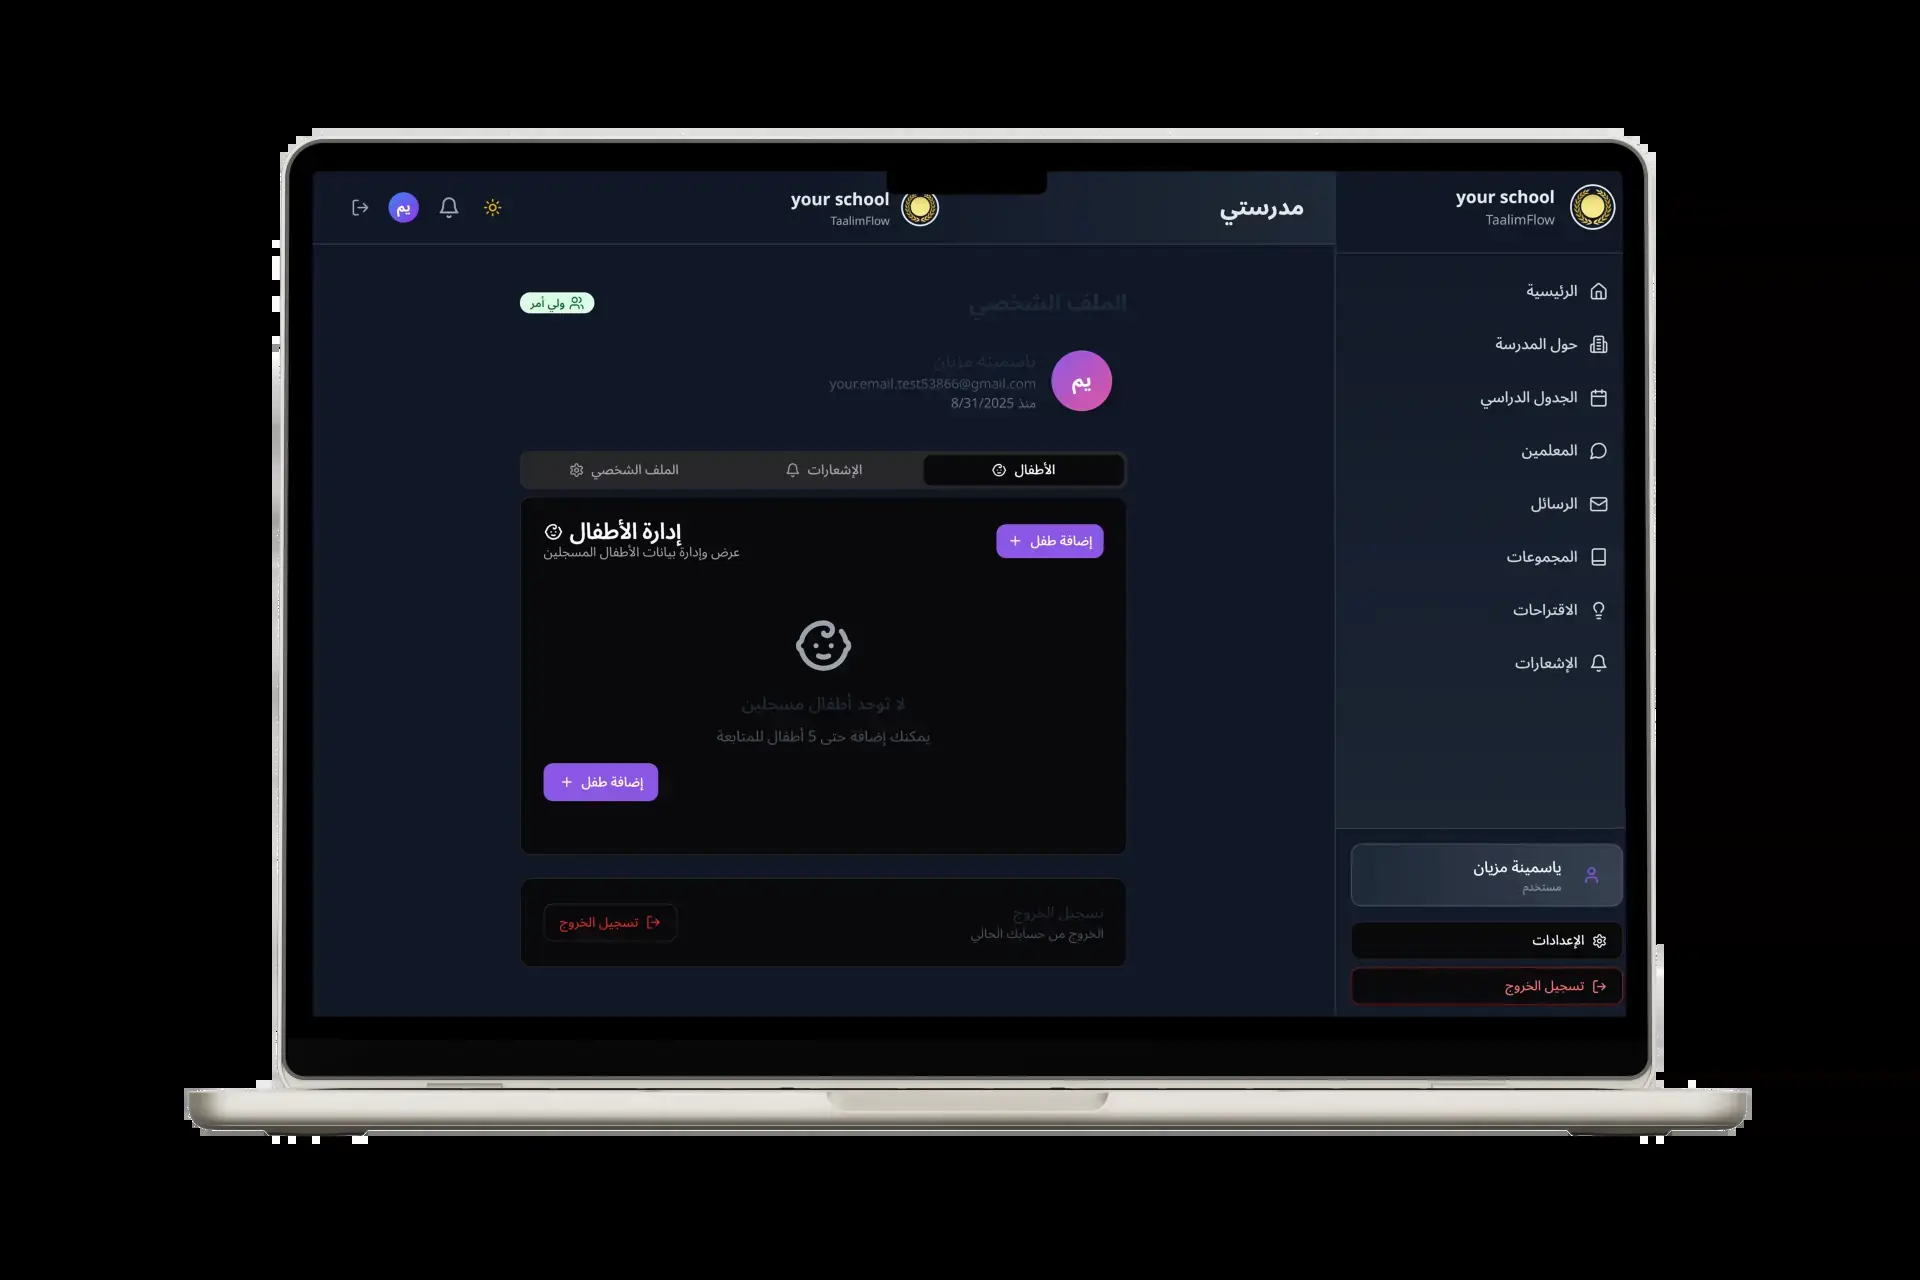 your school
TaalimFlow
الرئيسية
حول المدرسة
الجدول الدراسي
المعلمين
الرسائل
المجموعات
الاقتراحات
الإشعارات
ياسمينة مزيان
مستخدم
الإعدادات
تسجيل الخروج
مدرستي
your school
TaalimFlow
يم
الملف الشخصي
ولي أمر
يم
ياسمينة مزيان
your.email.test53866@gmail.com
منذ 8/31/2025
الأطفال
الإشعارات
الملف الشخصي
إدارة الأطفال
عرض وإدارة بيانات الأطفال المسجلين
إضافة طفل +
لا توجد أطفال مسجلين
يمكنك إضافة حتى 5 أطفال للمتابعة
إضافة طفل +
تسجيل الخروج
الخروج من حسابك الحالي
تسجيل الخروج